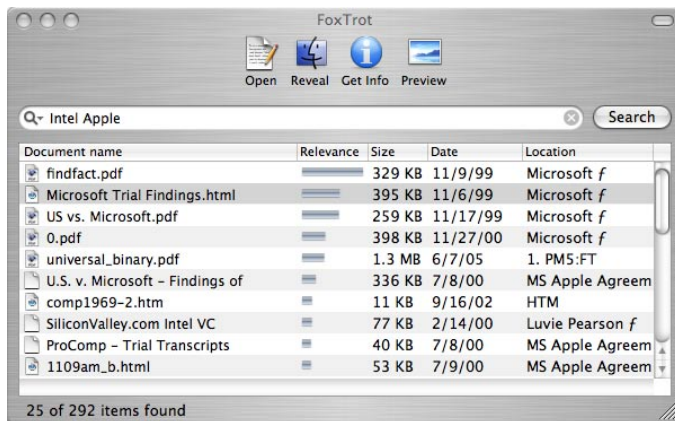 FoxTrot
Open Reveal Get Info Preview
Intel Apple Search
Document name Relevance Size Date Location
findfact.pdf 329 KB 11/9/99 Microsoft ƒ
Microsoft Trial Findings.html 395 KB 11/6/99 Microsoft ƒ
US vs. Microsoft.pdf 259 KB 11/17/99 Microsoft ƒ
0.pdf 398 KB 11/27/00 Microsoft ƒ
universal_binary.pdf 1.3 MB 6/7/05 1. PM5:FT
U.S. v. Microsoft – Findings of 336 KB 7/8/00 MS Apple Agreem
comp1969-2.htm 11 KB 9/16/02 HTM
SiliconValley.com Intel VC 77 KB 2/14/00 Luvie Pearson ƒ
ProComp – Trial Transcripts 40 KB 7/8/00 MS Apple Agreem
1109am_b.html 53 KB 7/9/00 MS Apple Agreem
25 of 292 items found